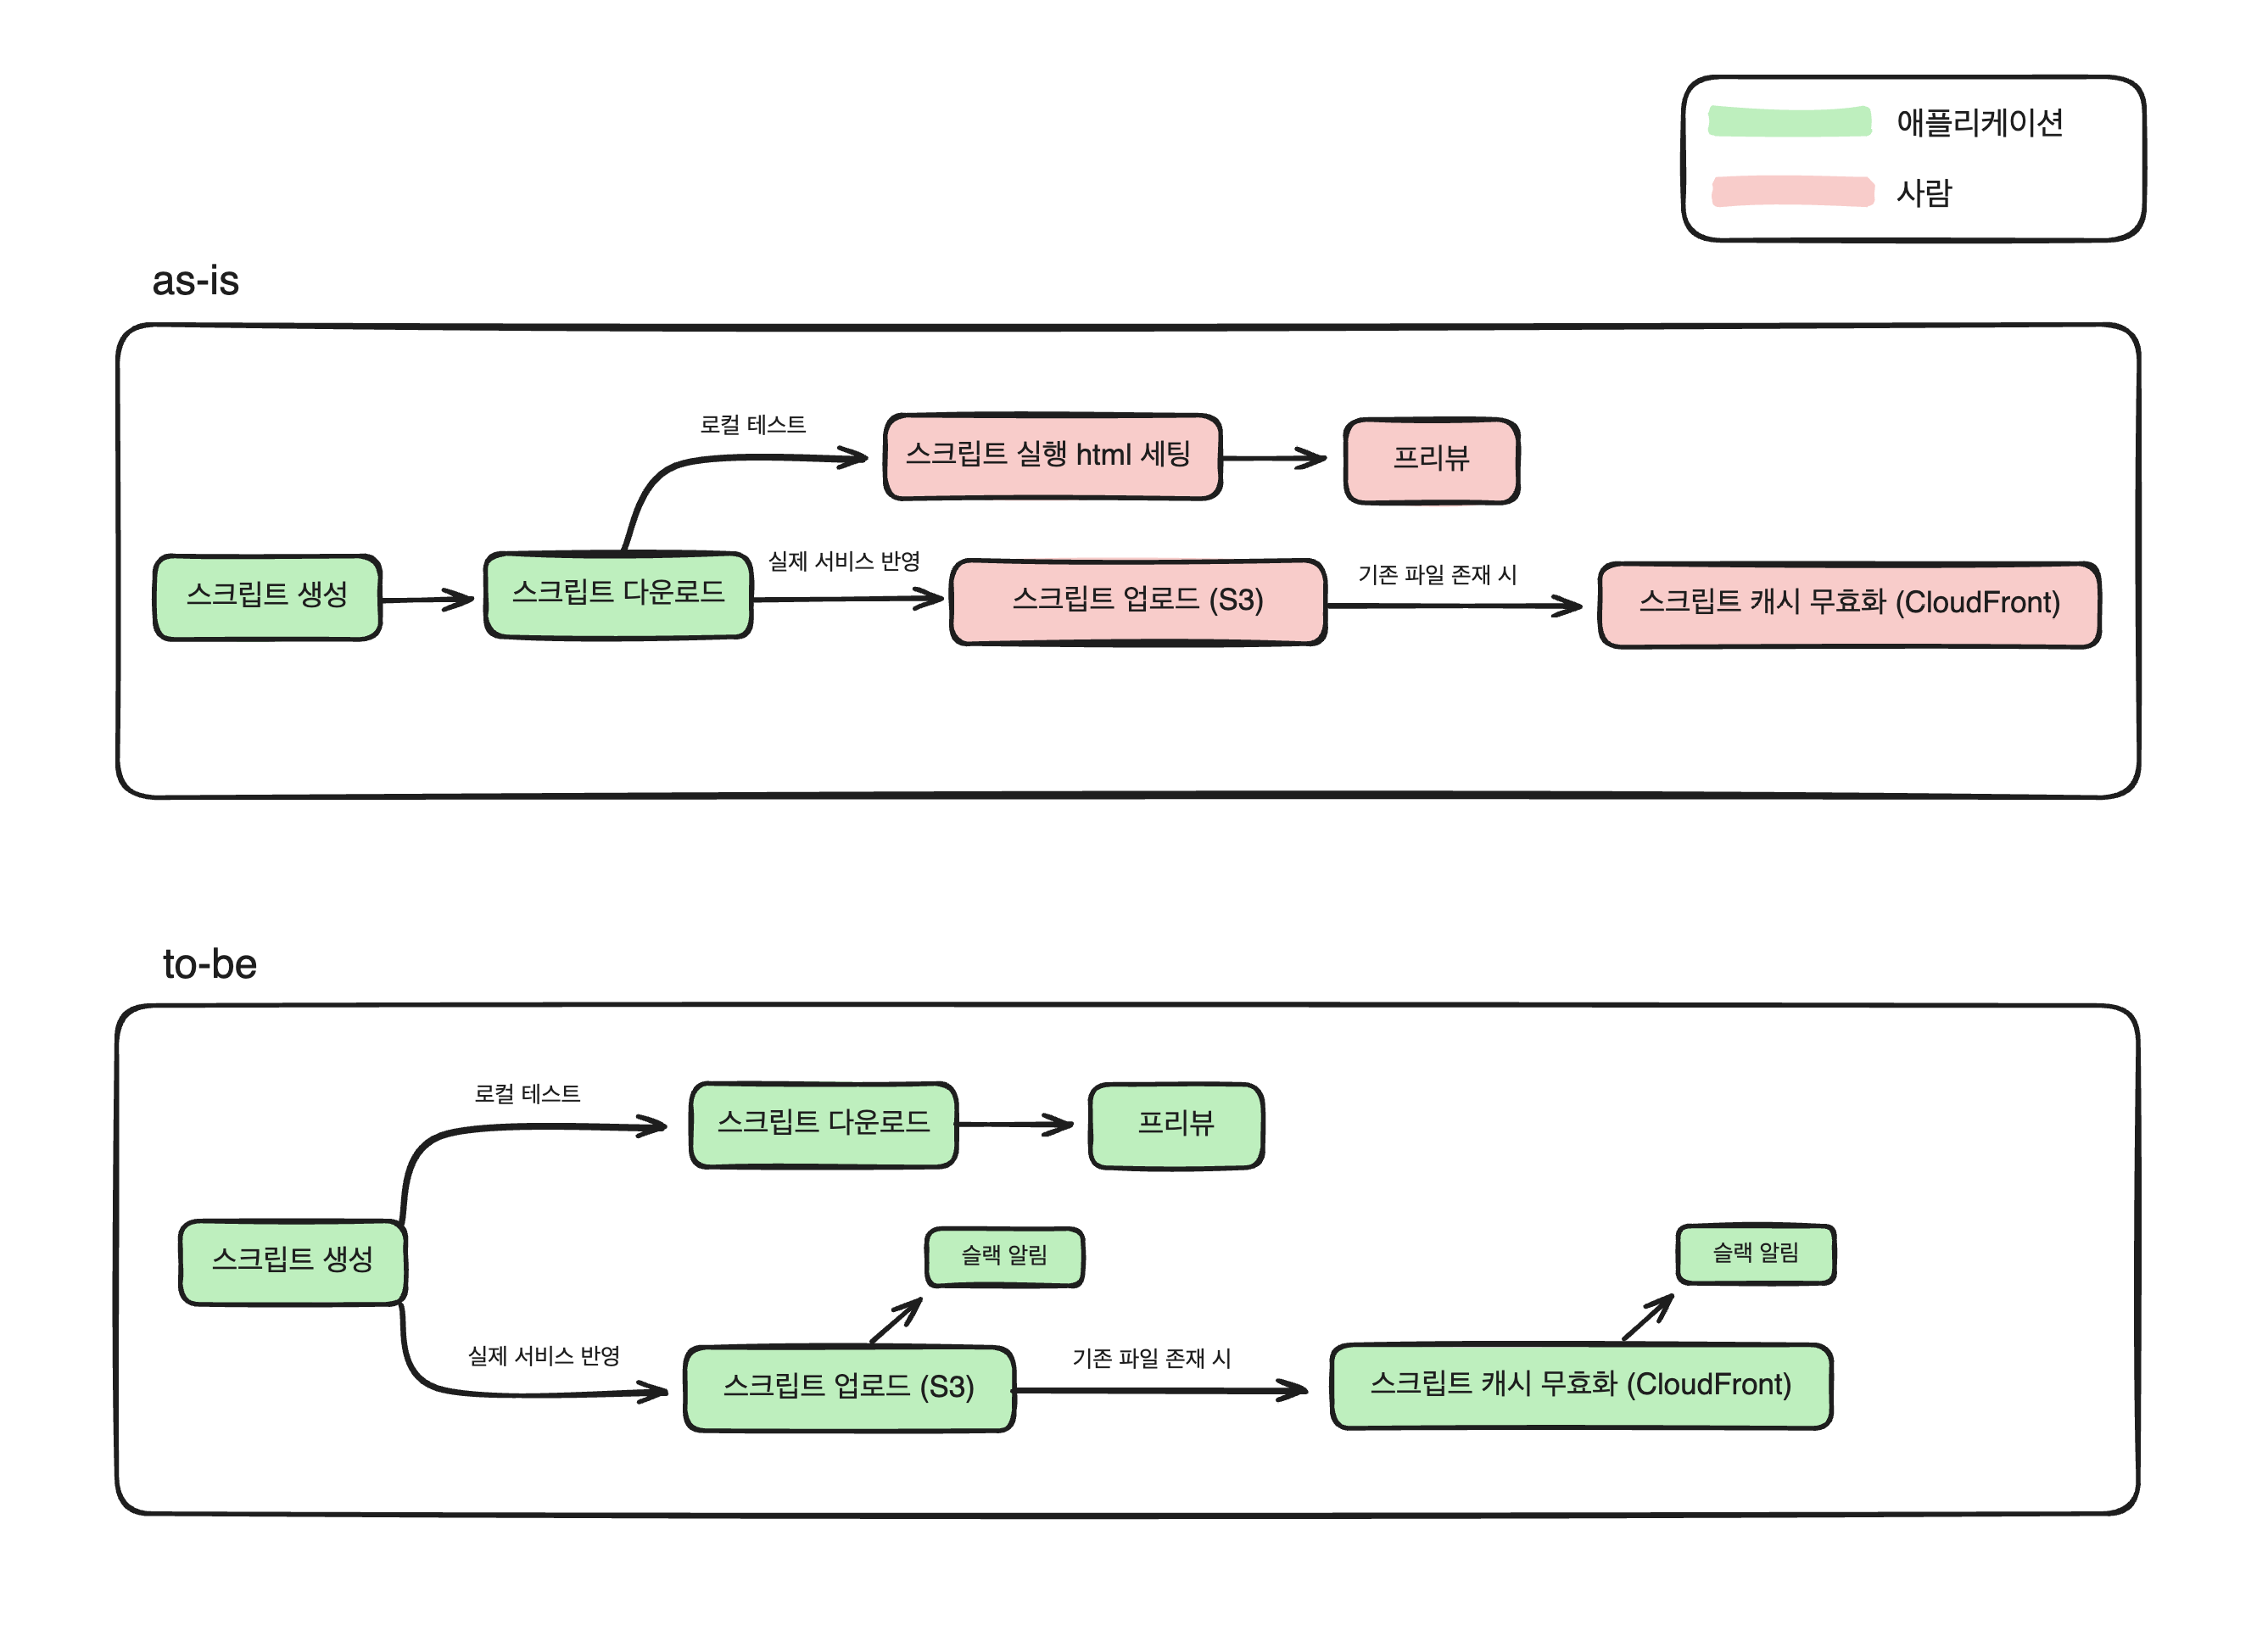 애플리케이션
사람
as-is
로컬 테스트
스크립트 실행 html 세팅
프리뷰
스크립트 생성
스크립트 다운로드
실제 서비스 반영
스크립트 업로드 (S3)
기존 파일 존재 시
스크립트 캐시 무효화 (CloudFront)
to-be
로컬 테스트
스크립트 다운로드
프리뷰
스크립트 생성
슬랙 알림
슬랙 알림
실제 서비스 반영
스크립트 업로드 (S3)
기존 파일 존재 시
스크립트 캐시 무효화 (CloudFront)